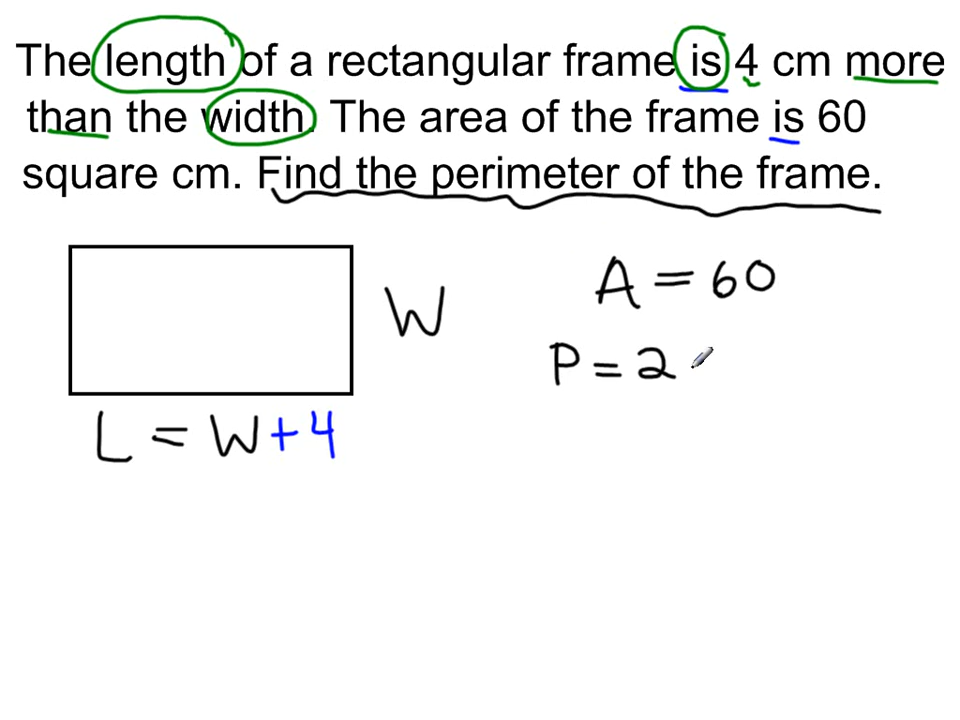 The length of a rectangular frame is 4 cm more
than the width. The area of the frame is 60
square cm. Find the perimeter of the frame.
W
A = 60
P = 2
L = W + 4